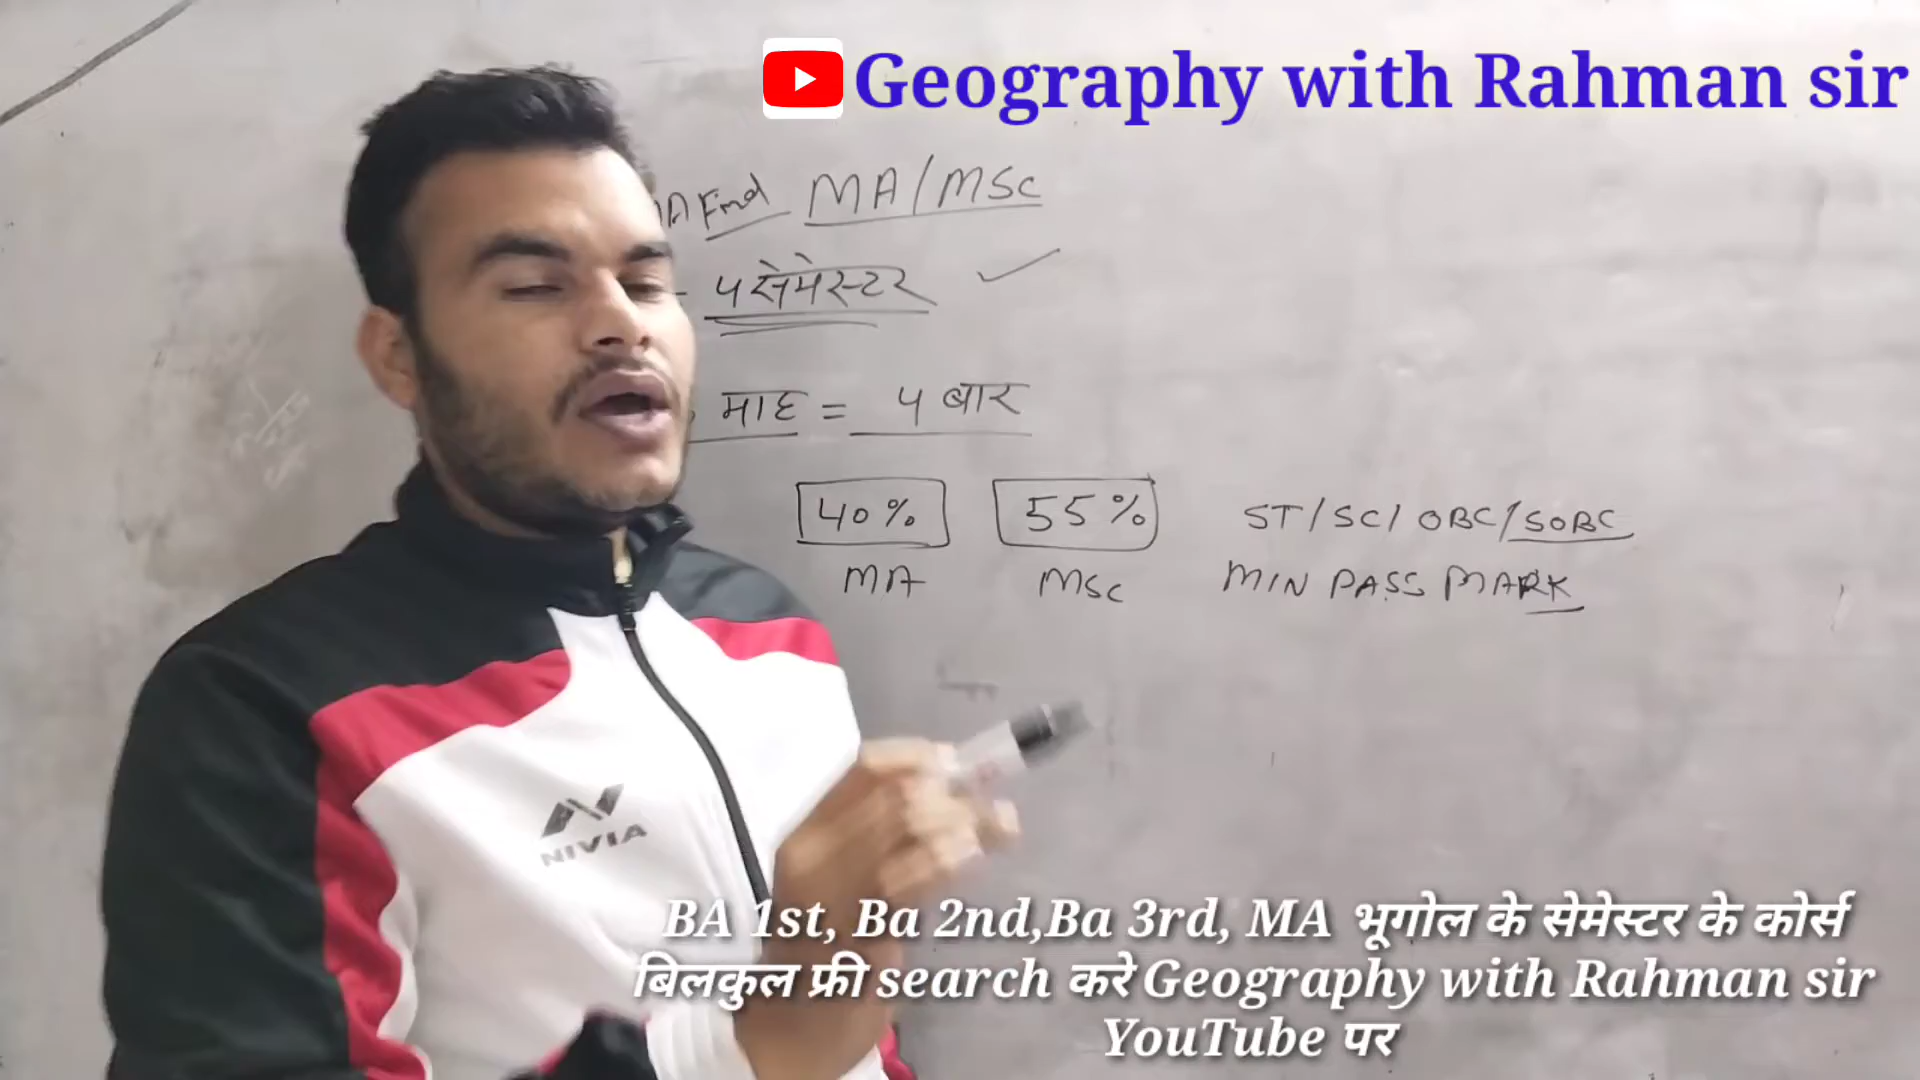 Geography with Rahman sir
Find MA/MSC
4 सेमेस्टर
माह = 4 बार
40% 55% ST/SC/OBC/SOBC
MA MSC MIN PASS MARK
NIVIA
BA 1st, Ba 2nd,Ba 3rd, MA भूगोल के सेमेस्टर के कोर्स
बिलकुल फ्री search करे Geography with Rahman sir
YouTube पर